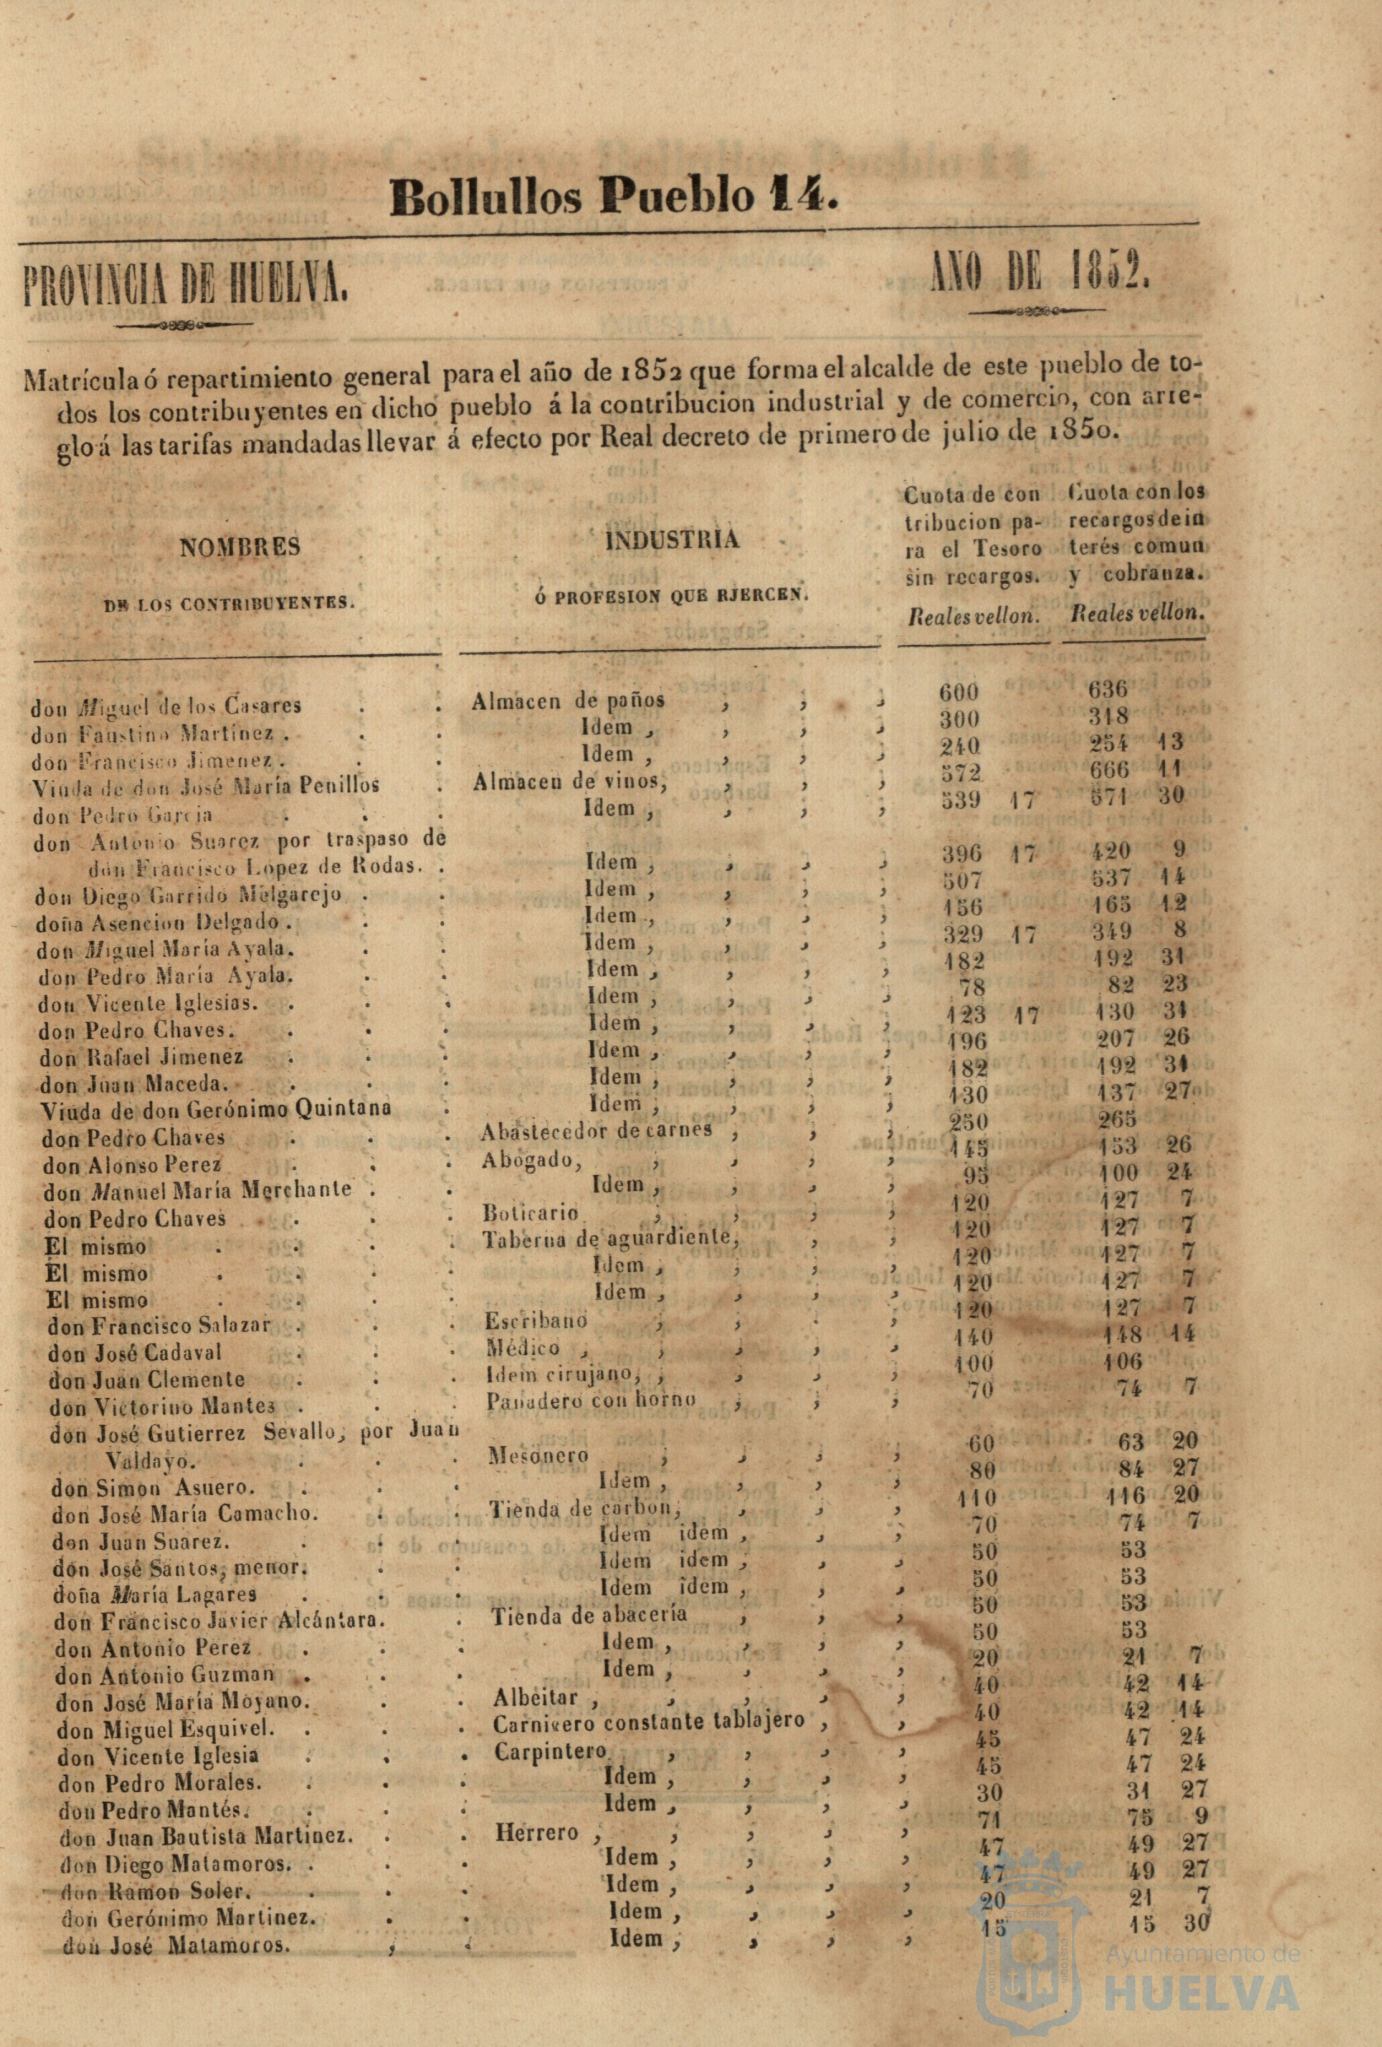 Bollullos Pueblo 14.
PROVINCIA DE HUELVA. AÑO DE 1852.
Matrícula ó repartimiento general para el año de 1852 que forma el alcalde de este pueblo de to-
dos los contribuyentes en dicho pueblo á la contribucion industrial y de comercio, con arre-
glo á las tarifas mandadas llevar á efecto por Real decreto de primero de julio de 1850.
NOMBRES
DE LOS CONTRIBUYENTES.
INDUSTRIA
Ó PROFESION QUE RJERCEN.
Cuota de con
tribucion pa-
ra el Tesoro
sin recargos.
Reales vellon.
Cuota con los
recargos de in
terés comun
y cobranza.
Reales vellon.
don Miguel de los Casares . . Almacen de paños , , , 600 636
don Faustino Martínez . . . Idem , , , , 300 318
don Francisco Jimenez . . . Idem , , , , 240 254 13
Viuda de don José María Penillos . Almacen de vinos, , , , 572 666 11
don Pedro Garcia . . . Idem , , , , 539 17 571 30
don Antonio Suarez por traspaso de
don Francisco Lopez de Rodas. . Idem , , , , 396 17 420 9
don Diego Garrido Melgarejo . . Idem , , , , 507 537 14
doña Asencion Delgado . . . Idem , , , , 156 165 12
don Miguel María Ayala. . . Idem , , , , 329 17 349 8
don Pedro María Ayala. . . Idem , , , , 182 192 31
don Vicente Iglesias. . . . Idem , , , , 78 82 23
don Pedro Chaves. . . . Idem , , , , 123 17 130 31
don Rafael Jimenez . . . Idem , , , , 196 207 26
don Juan Maceda. . . . Idem , , , , 182 192 31
Viuda de don Gerónimo Quintana . Idem , , , , 130 137 27
don Pedro Chaves . . . Abastecedor de carnes , , , 250 265
don Alonso Perez . . . Abogado, , , , , 145 153 26
don Manuel María Merchante . . Idem , , , , 95 100 24
don Pedro Chaves . . . Boticario , , , , 120 127 7
El mismo . . . . Taberna de aguardiente, , , 120 127 7
El mismo . . . . Idem , , , , 120 127 7
El mismo . . . . Idem , , , , 120 127 7
don Francisco Salazar . . . Escribano , , . , 120 127 7
don José Cadaval . . . Médico , , , , , 140 148 14
don Juan Clemente . . . Idem cirujano, , , , , 100 106
don Victorino Mantes . . . Panadero con horno , , , 70 74 7
don José Gutierrez Sevallo, por Juan
Valdayo. . . . Mesonero , , , , 60 63 20
don Simon Asuero. . . . Idem , , , , 80 84 27
don José María Camacho. . . Tienda de carbon, , , , 110 116 20
don Juan Suarez. . . . Idem idem , , , 70 74 7
don José Santos, menor. . . Idem idem , , , 50 53
doña María Lagares . . . Idem idem , , , 50 53
don Francisco Javier Alcántara. . Tienda de abacería , , , 50 53
don Antonio Perez . . . Idem , , , , 50 53
don Antonio Guzman . . . Idem , , , , 20 21 7
don José María Moyano. . . Albeitar , , , , , 40 42 14
don Miguel Esquivel. . . . Carnicero constante tablajero , , 40 42 14
don Vicente Iglesia . . . Carpintero , , , , 45 47 24
don Pedro Morales. . . . Idem , , , , 45 47 24
don Pedro Mantés. . . . Idem , , , , 30 31 27
don Juan Bautista Martinez. . . Herrero , , , , , 71 75 9
don Diego Matamoros. . . . Idem , , , , 47 49 27
don Ramon Soler. . . . Idem , , , , 47 49 27
don Gerónimo Martinez. . . Idem , , , , 20 21 7
don José Matamoros. , . Idem , , , , 15 15 30
Ayuntamiento de
HUELVA